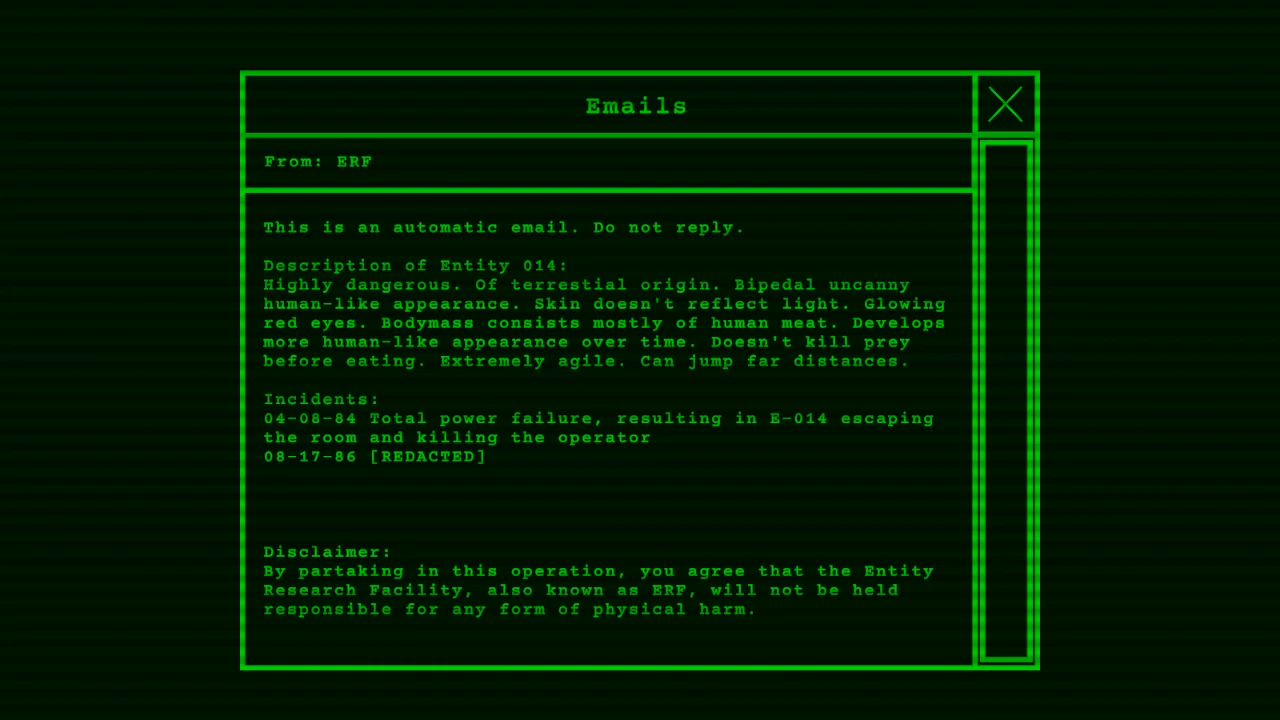 Emails
From: ERF
This is an automatic email. Do not reply.
Description of Entity 014:
Highly dangerous. Of terrestial origin. Bipedal uncanny
human-like appearance. Skin doesn't reflect light. Glowing
red eyes. Bodymass consists mostly of human meat. Develops
more human-like appearance over time. Doesn't kill prey
before eating. Extremely agile. Can jump far distances.
Incidents:
04-08-84 Total power failure, resulting in E-014 escaping
the room and killing the operator
08-17-86 [REDACTED]
Disclaimer:
By partaking in this operation, you agree that the Entity
Research Facility, also known as ERF, will not be held
responsible for any form of physical harm.